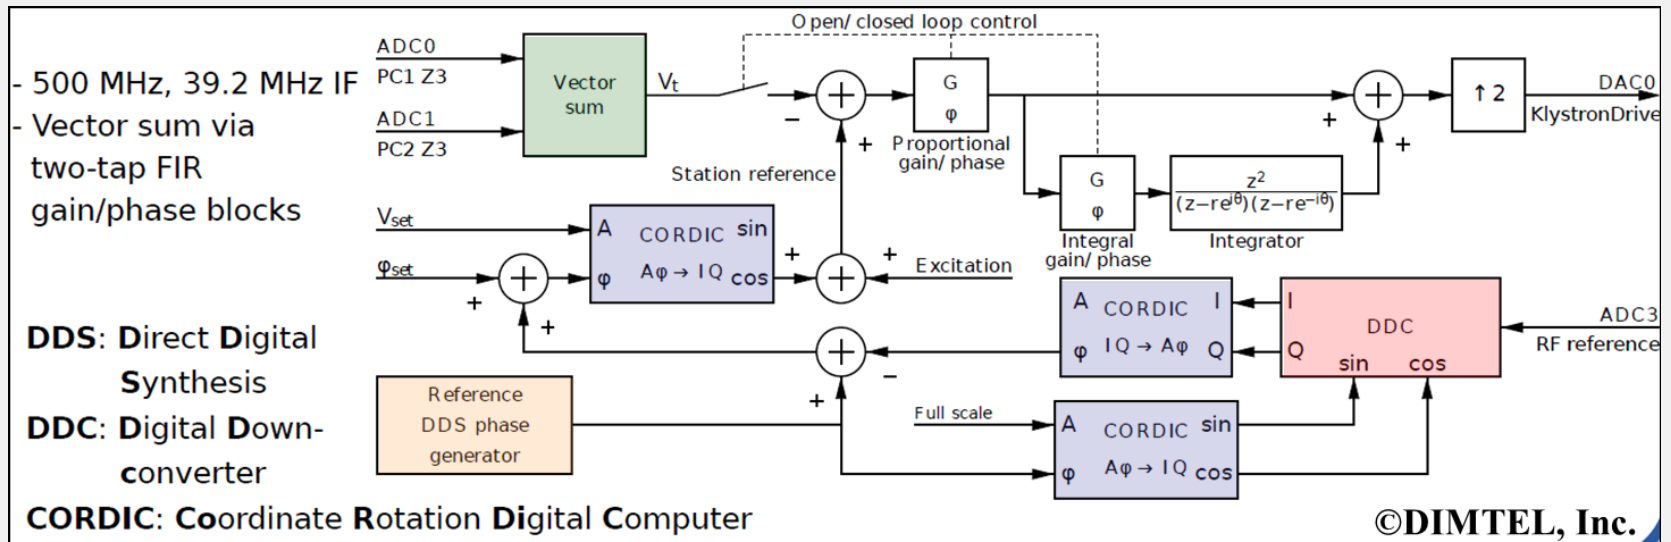 - 500 MHz, 39.2 MHz IF
- Vector sum via
two-tap FIR
gain/phase blocks
DDS: Direct Digital
Synthesis
DDC: Digital Down-
converter
CORDIC: CoOrdinate Rotation DIgital Computer
Open/ closed loop control
ADC0
PC1 Z3
ADC1
PC2 Z3
Vector
sum
Vt
−
+
+
G
φ
Proportional
gain/ phase
G
φ
Integral
gain/ phase
z²
(z−re^jθ)(z−re^−iθ)
Integrator
+
+
+
↑ 2
DAC0
KlystronDrive
Station reference
Vset
φset
+
+
+
A
φ
CORDIC
Aφ → IQ
sin
cos
+
+
+
Excitation
Reference
DDS phase
generator
+
+
−
A
φ
CORDIC
IQ → Aφ
I
Q
I
Q
DDC
sin
cos
ADC3
RF reference
Full scale
A
φ
CORDIC
Aφ → IQ
sin
cos
©DIMTEL, Inc.